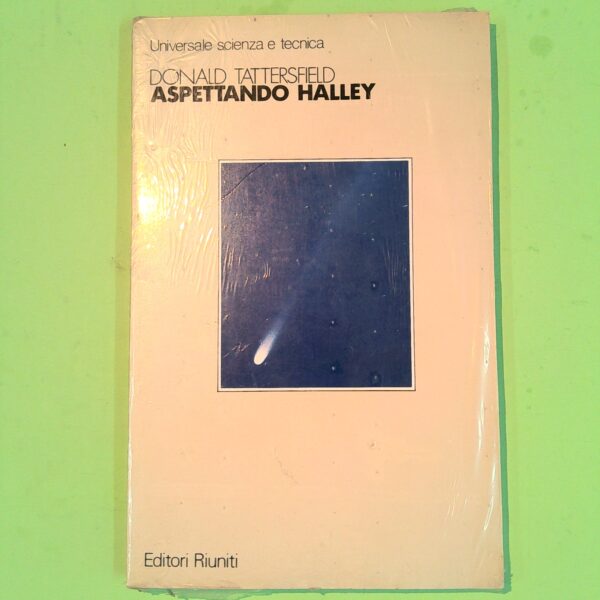 Universale scienza e tecnica
DONALD TATTERSFIELD
ASPETTANDO HALLEY
Editori Riuniti